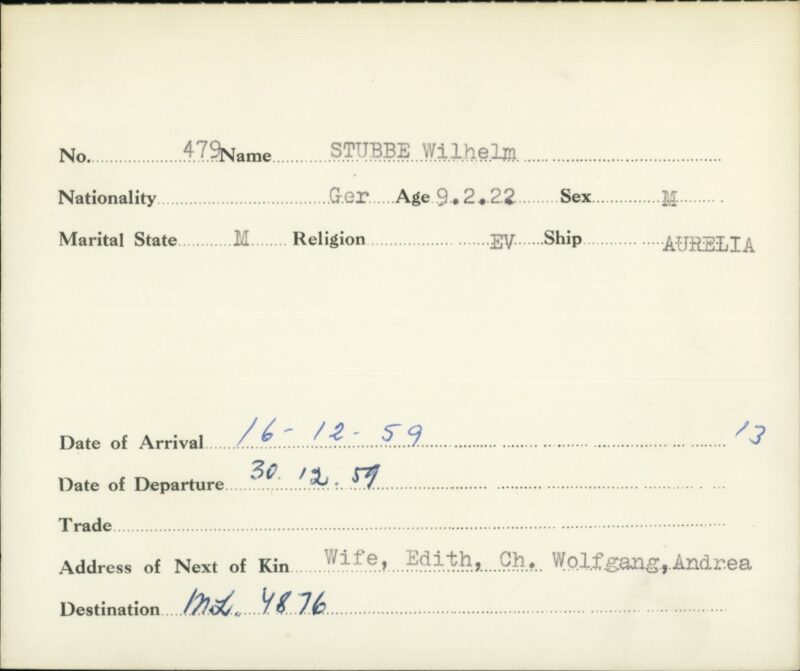 No. 479 Name STUBBE Wilhelm
Nationality Ger Age 9.2.22 Sex M
Marital State M Religion EV Ship AURELIA
Date of Arrival 16-12-59 13
Date of Departure 30.12.59
Trade
Address of Next of Kin Wife, Edith, Ch. Wolfgang,Andrea
Destination ML. 4876